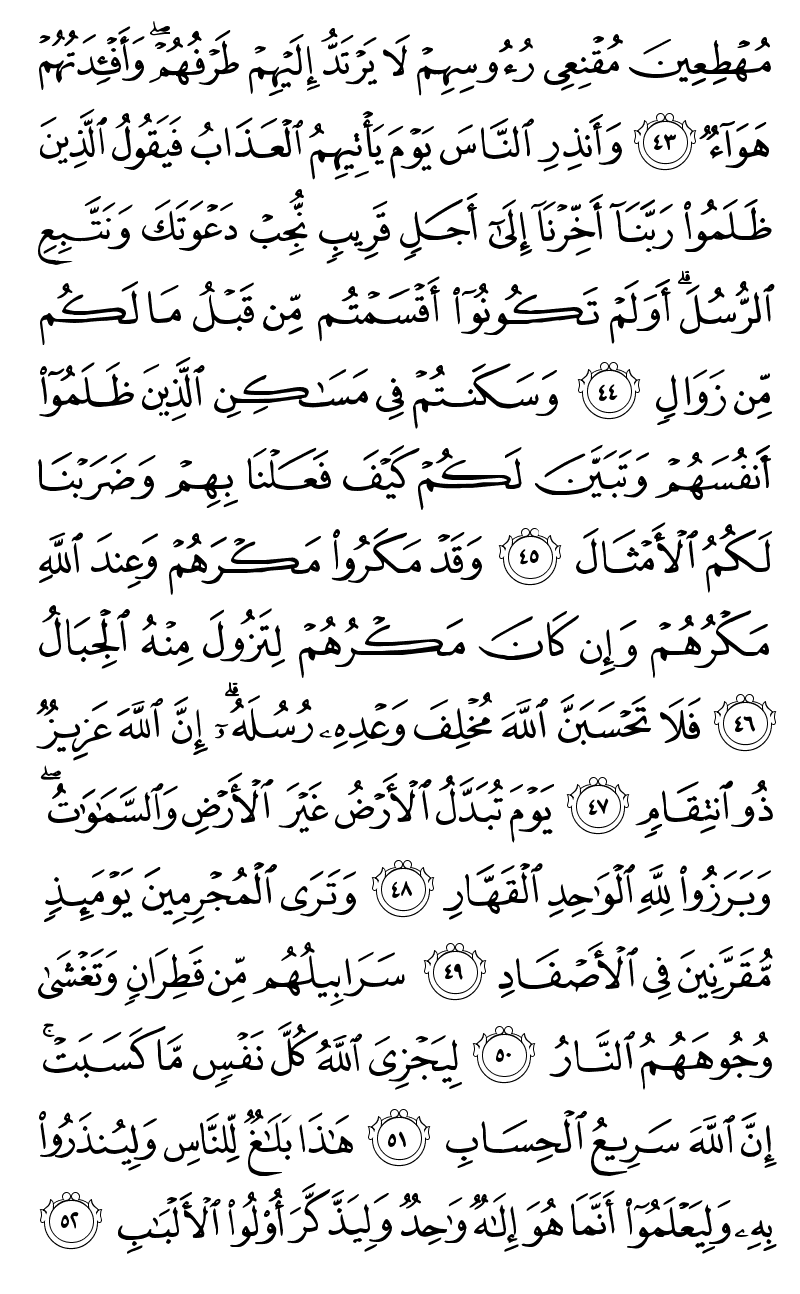 مُهۡطِعِينَ مُقۡنِعِي رُءُوسِهِمۡ لَا يَرۡتَدُّ إِلَيۡهِمۡ طَرۡفُهُمۡۖ وَأَفۡـِٔدَتُهُمۡ
هَوَآءٞ ٤٣ وَأَنذِرِ ٱلنَّاسَ يَوۡمَ يَأۡتِيهِمُ ٱلۡعَذَابُ فَيَقُولُ ٱلَّذِينَ
ظَلَمُواْ رَبَّنَآ أَخِّرۡنَآ إِلَىٰٓ أَجَلٖ قَرِيبٖ نُّجِبۡ دَعۡوَتَكَ وَنَتَّبِعِ
ٱلرُّسُلَۗ أَوَلَمۡ تَكُونُوٓاْ أَقۡسَمۡتُم مِّن قَبۡلُ مَا لَكُم
مِّن زَوَالٖ ٤٤ وَسَكَنتُمۡ فِي مَسَٰكِنِ ٱلَّذِينَ ظَلَمُوٓاْ
أَنفُسَهُمۡ وَتَبَيَّنَ لَكُمۡ كَيۡفَ فَعَلۡنَا بِهِمۡ وَضَرَبۡنَا
لَكُمُ ٱلۡأَمۡثَالَ ٤٥ وَقَدۡ مَكَرُواْ مَكۡرَهُمۡ وَعِندَ ٱللَّهِ
مَكۡرُهُمۡ وَإِن كَانَ مَكۡرُهُمۡ لِتَزُولَ مِنۡهُ ٱلۡجِبَالُ
٤٦ فَلَا تَحۡسَبَنَّ ٱللَّهَ مُخۡلِفَ وَعۡدِهِۦ رُسُلَهُۥٓۗ إِنَّ ٱللَّهَ عَزِيزٞ
ذُو ٱنتِقَامٖ ٤٧ يَوۡمَ تُبَدَّلُ ٱلۡأَرۡضُ غَيۡرَ ٱلۡأَرۡضِ وَٱلسَّمَٰوَٰتُۖ
وَبَرَزُواْ لِلَّهِ ٱلۡوَٰحِدِ ٱلۡقَهَّارِ ٤٨ وَتَرَى ٱلۡمُجۡرِمِينَ يَوۡمَئِذٖ
مُّقَرَّنِينَ فِي ٱلۡأَصۡفَادِ ٤٩ سَرَابِيلُهُم مِّن قَطِرَانٖ وَتَغۡشَىٰ
وُجُوهَهُمُ ٱلنَّارُ ٥٠ لِيَجۡزِيَ ٱللَّهُ كُلَّ نَفۡسٖ مَّا كَسَبَتۡۚ
إِنَّ ٱللَّهَ سَرِيعُ ٱلۡحِسَابِ ٥١ هَٰذَا بَلَٰغٞ لِّلنَّاسِ وَلِيُنذَرُواْ
بِهِۦ وَلِيَعۡلَمُوٓاْ أَنَّمَا هُوَ إِلَٰهٞ وَٰحِدٞ وَلِيَذَّكَّرَ أُوْلُواْ ٱلۡأَلۡبَٰبِ ٥٢